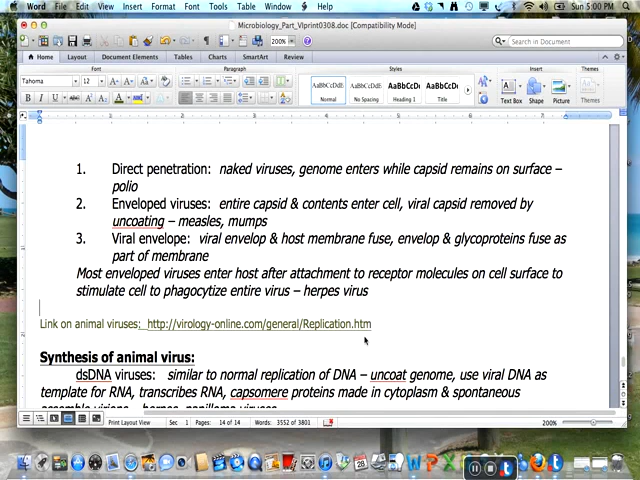 Word File Edit View Insert Format Font Tools Table Window Help
Sun 5:00 PM
Microbiology_Part_VIprint0308.doc [Compatibility Mode]
200%
Search in Document
Home Layout Document Elements Tables Charts SmartArt Review
Font Paragraph Styles Insert Themes
Tahoma 12
AaBbCcDdEe AaBbCcDdEe AaBbCcDc AaBbCcDc
Normal No Spacing Heading 1 Title Text Box Shape Picture Themes
1. Direct penetration: naked viruses, genome enters while capsid remains on surface –
polio
2. Enveloped viruses: entire capsid & contents enter cell, viral capsid removed by
uncoating – measles, mumps
3. Viral envelope: viral envelop & host membrane fuse, envelop & glycoproteins fuse as
part of membrane
Most enveloped viruses enter host after attachment to receptor molecules on cell surface to
stimulate cell to phagocytize entire virus – herpes virus
Link on animal viruses: http://virology-online.com/general/Replication.htm
Synthesis of animal virus:
dsDNA viruses: similar to normal replication of DNA – uncoat genome, use viral DNA as
template for RNA, transcribes RNA, capsomere proteins made in cytoplasm & spontaneous
Print Layout View Sec 1 Pages: 14 of 14 Words: 3552 of 3801 200%